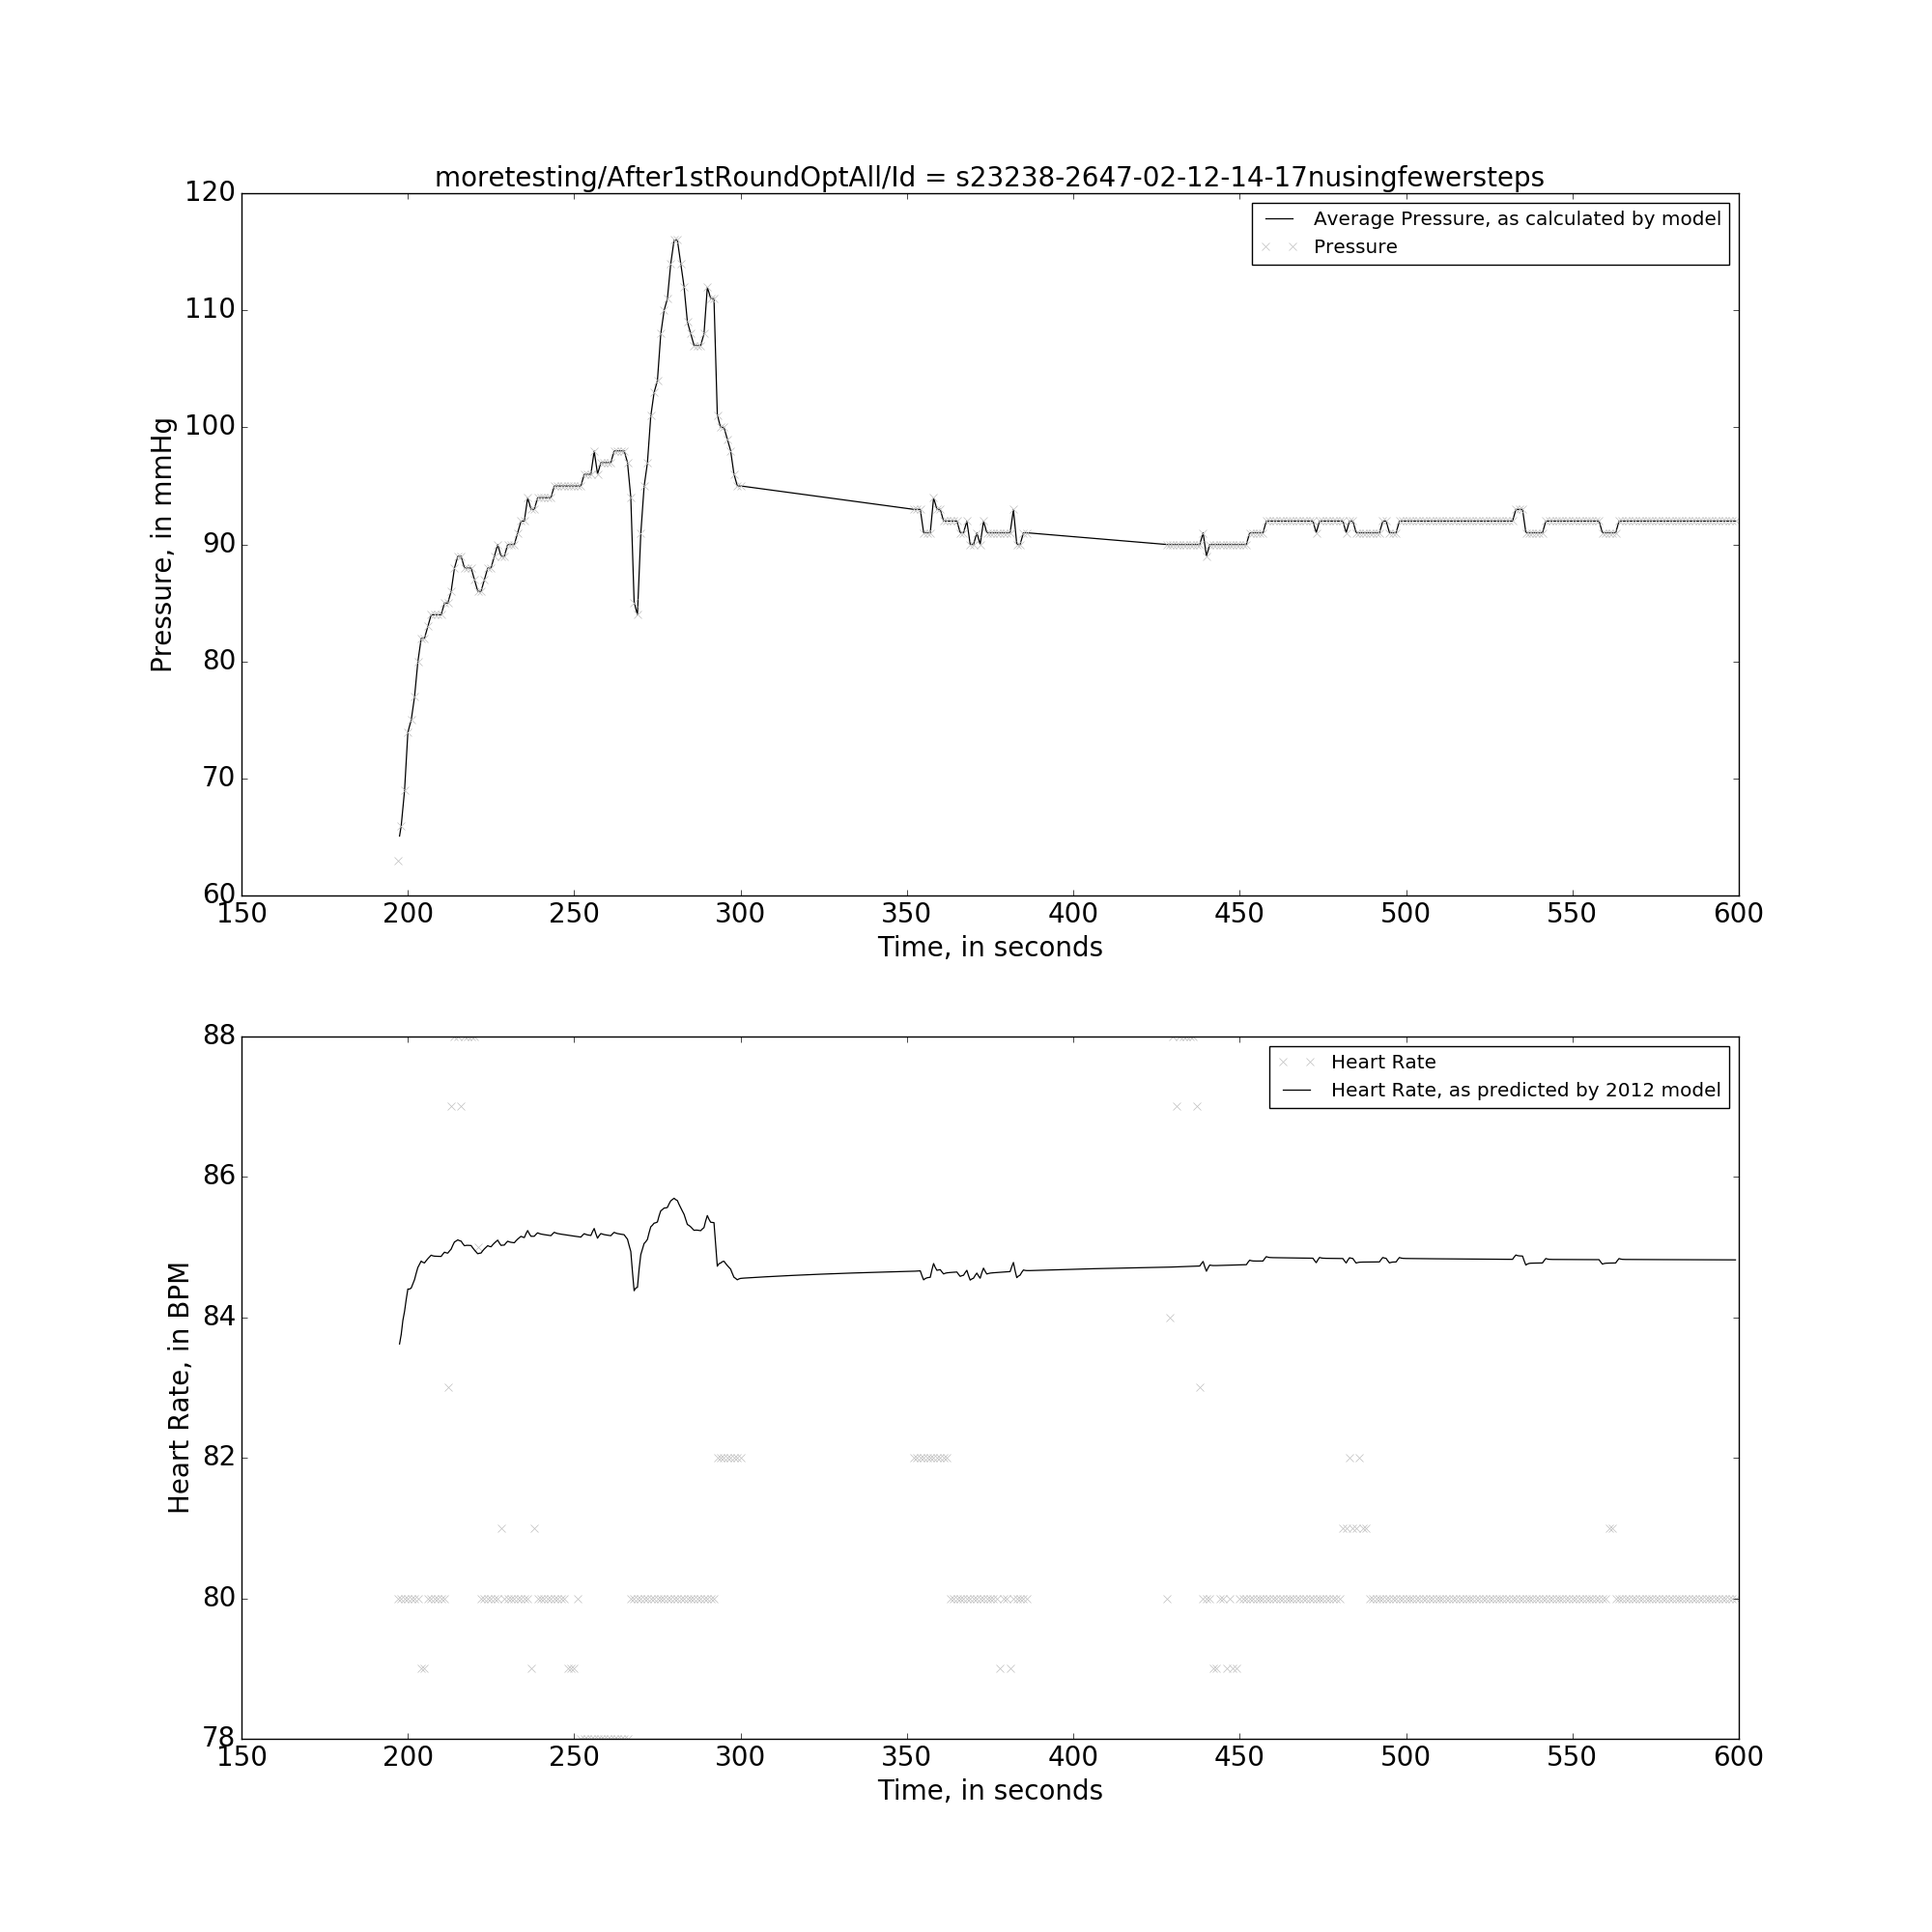 moretesting/After1stRoundOptAll/Id = s23238-2647-02-12-14-17nusingfewersteps
120
110
100
90
80
70
60
Pressure, in mmHg
Average Pressure, as calculated by model
Pressure
150 200 250 300 350 400 450 500 550 600
Time, in seconds
88
86
84
82
80
78
Heart Rate, in BPM
Heart Rate
Heart Rate, as predicted by 2012 model
150 200 250 300 350 400 450 500 550 600
Time, in seconds